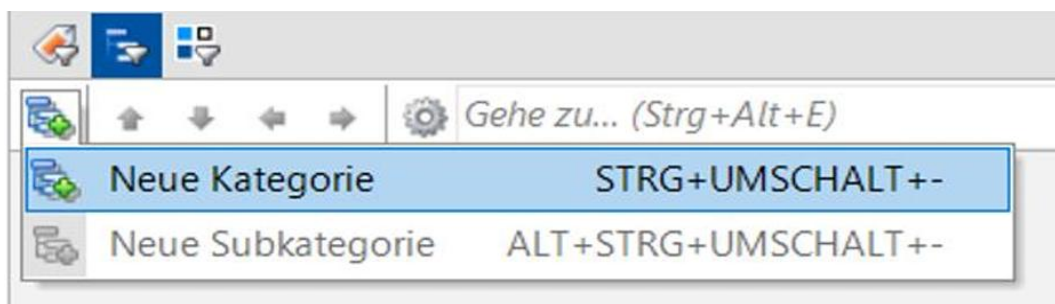 Gehe zu... (Strg+Alt+E)
Neue Kategorie STRG+UMSCHALT+-
Neue Subkategorie ALT+STRG+UMSCHALT+-